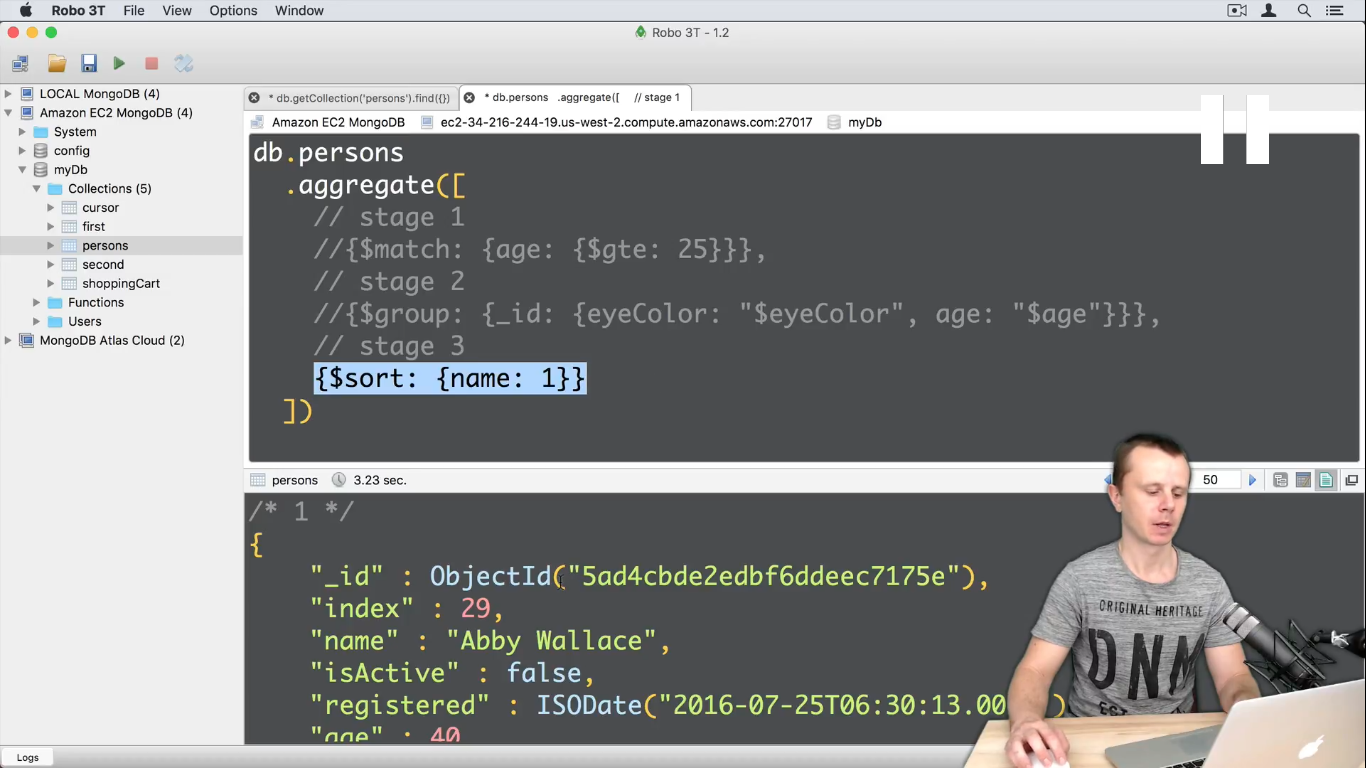 Robo 3T File View Options Window
Robo 3T - 1.2
LOCAL MongoDB (4)
Amazon EC2 MongoDB (4)
System
config
myDb
Collections (5)
cursor
first
persons
second
shoppingCart
Functions
Users
MongoDB Atlas Cloud (2)
* db.getCollection('persons').find({}) * db.persons .aggregate([ // stage 1
Amazon EC2 MongoDB ec2-34-216-244-19.us-west-2.compute.amazonaws.com:27017 myDb
db.persons
.aggregate([
// stage 1
//{$match: {age: {$gte: 25}}},
// stage 2
//{$group: {_id: {eyeColor: "$eyeColor", age: "$age"}}},
// stage 3
{$sort: {name: 1}}
])
persons 3.23 sec. 50
/* 1 */
{
"_id" : ObjectId("5ad4cbde2edbf6ddeec7175e"),
"index" : 29,
"name" : "Abby Wallace",
"isActive" : false,
"registered" : ISODate("2016-07-25T06:30:13.00 )
"age" : 40
ORIGINAL HERITAGE
DNM
EST
Logs